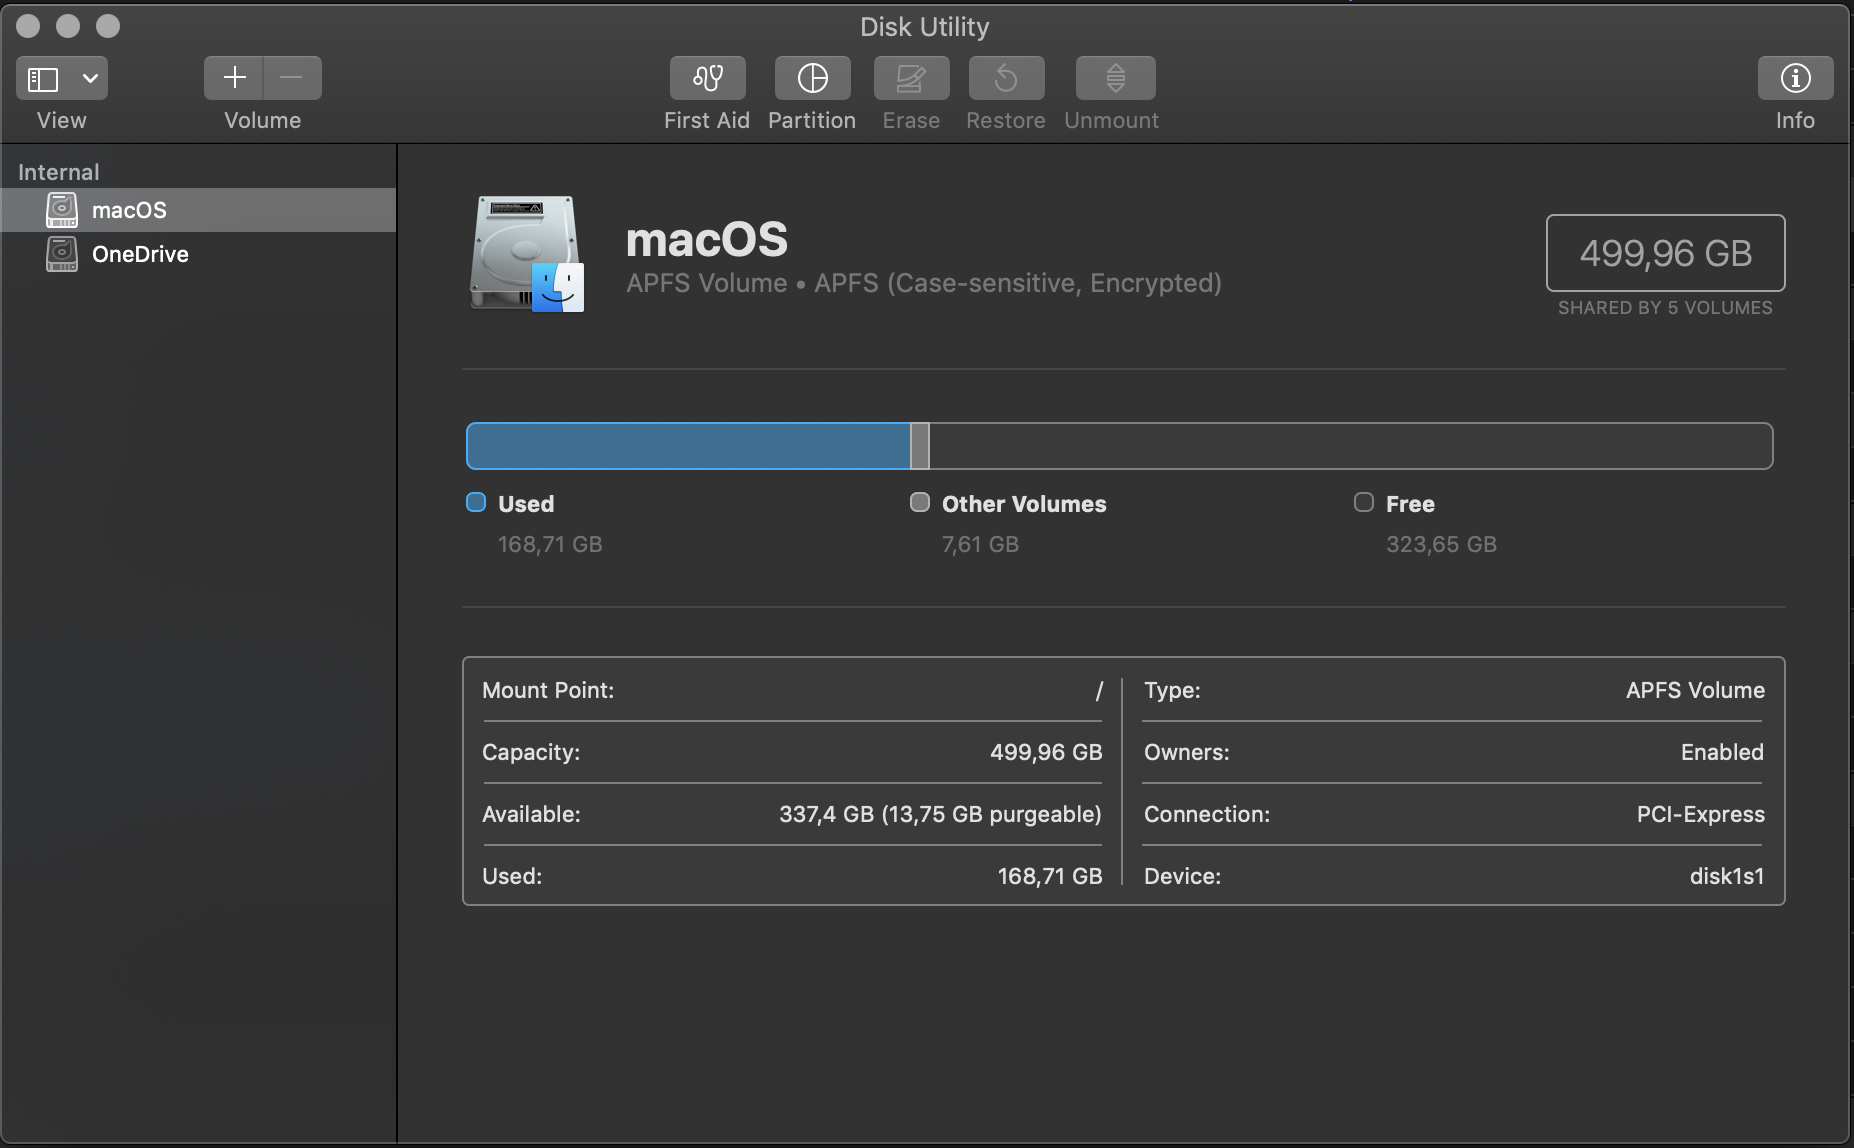 Disk Utility
View
Volume
First Aid
Partition
Erase
Restore
Unmount
Info
Internal
macOS
OneDrive
macOS
APFS Volume • APFS (Case-sensitive, Encrypted)
499,96 GB
SHARED BY 5 VOLUMES
Used
168,71 GB
Other Volumes
7,61 GB
Free
323,65 GB
Mount Point: /
Capacity: 499,96 GB
Available: 337,4 GB (13,75 GB purgeable)
Used: 168,71 GB
Type: APFS Volume
Owners: Enabled
Connection: PCI-Express
Device: disk1s1